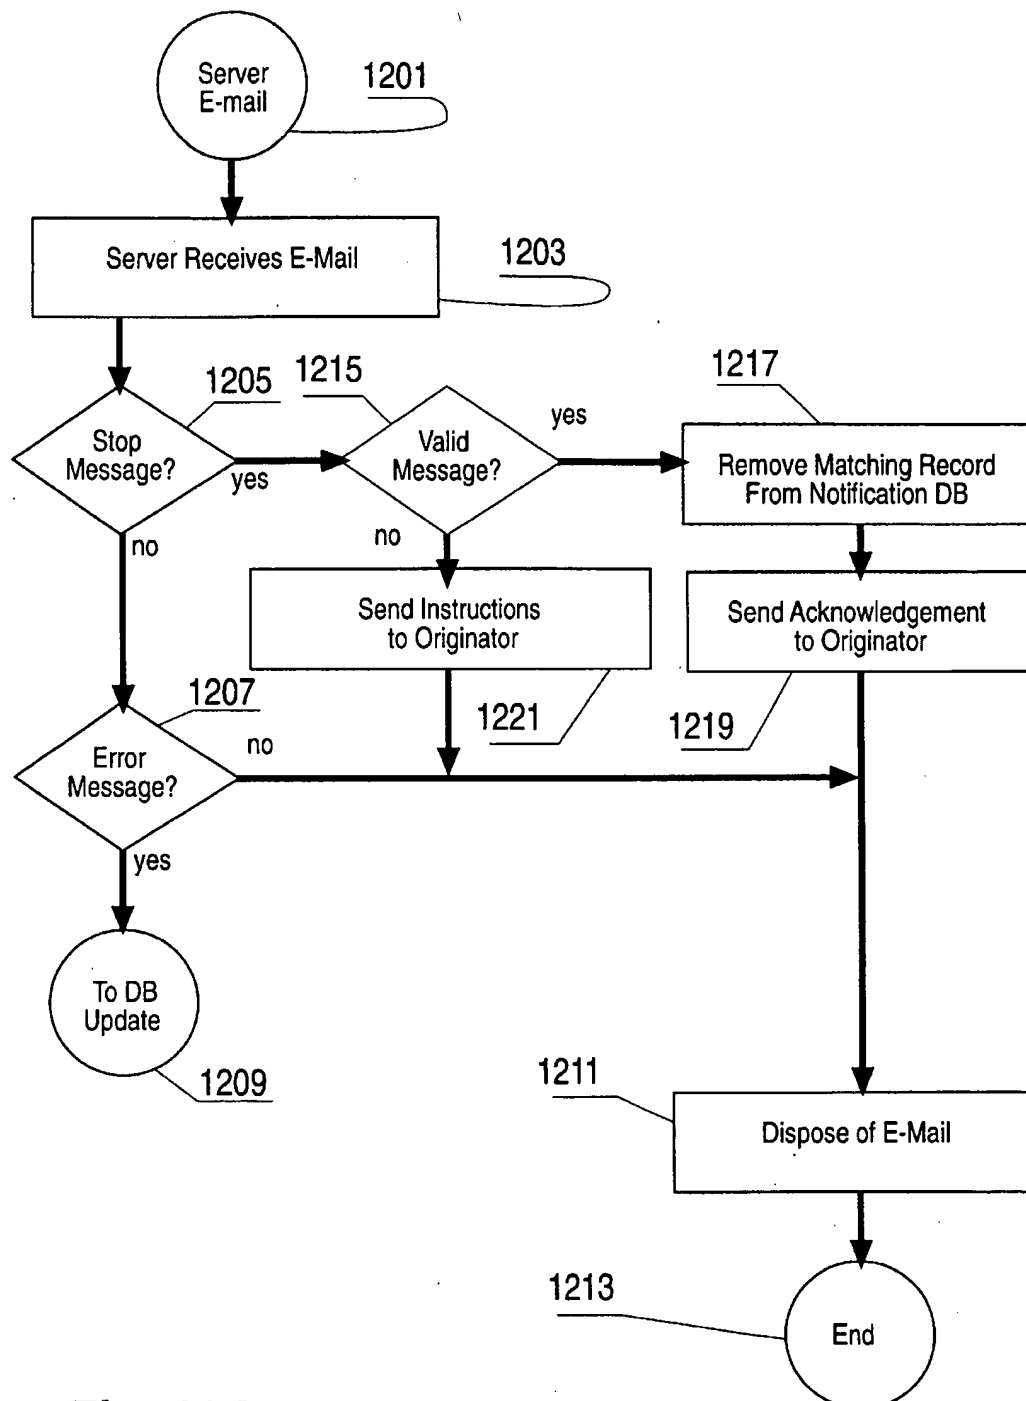 Server
E-mail
1201
Server Receives E-Mail
1203
1205
1215
1217
Stop
Message?
yes
Valid
Message?
yes
Remove Matching Record
From Notification DB
no
no
Send Instructions
to Originator
Send Acknowledgement
to Originator
1207
1221
1219
Error
Message?
no
yes
To DB
Update
1209
1211
Dispose of E-Mail
1213
End